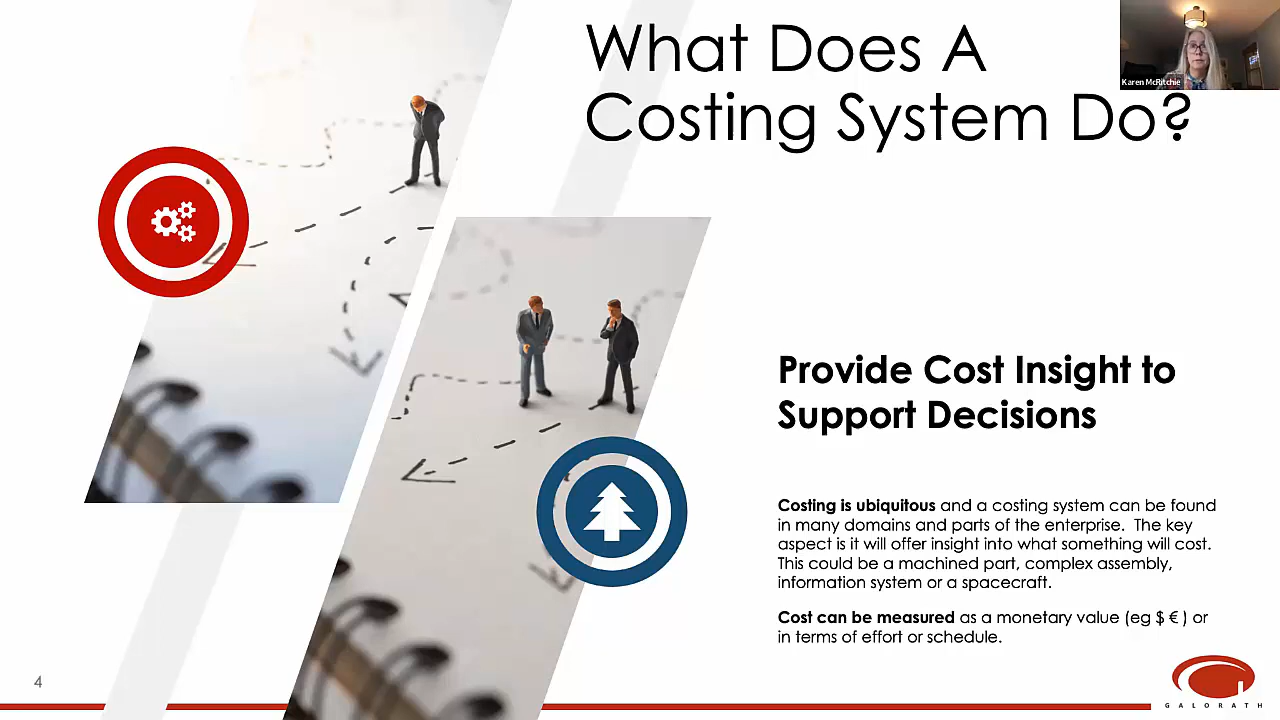 What Does A
Costing System Do?
Karen McRitchie
Provide Cost Insight to
Support Decisions
Costing is ubiquitous and a costing system can be found
in many domains and parts of the enterprise.  The key
aspect is it will offer insight into what something will cost.
This could be a machined part, complex assembly,
information system or a spacecraft.
Cost can be measured as a monetary value (eg $ € ) or
in terms of effort or schedule.
4
GALORATH